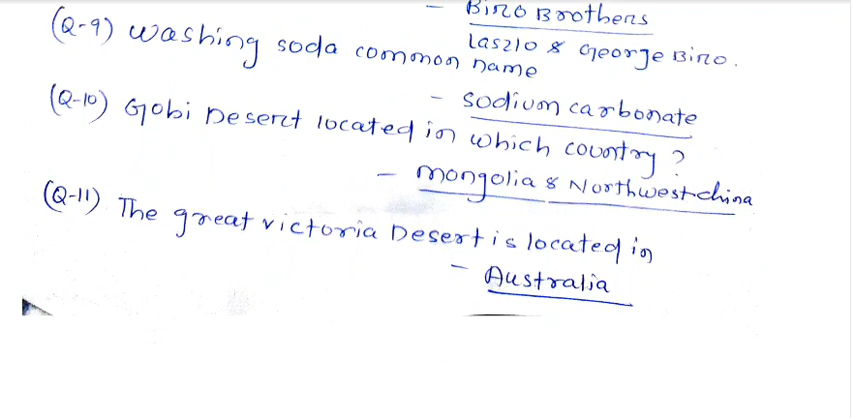 - Biro Brothers
Laszlo & George Biro.
(Q-9) washing soda common name
- sodium carbonate
(Q-10) Gobi Desert located in which country ?
- mongolia & Northwest china
(Q-11) The great victoria Desert is located in
- Australia